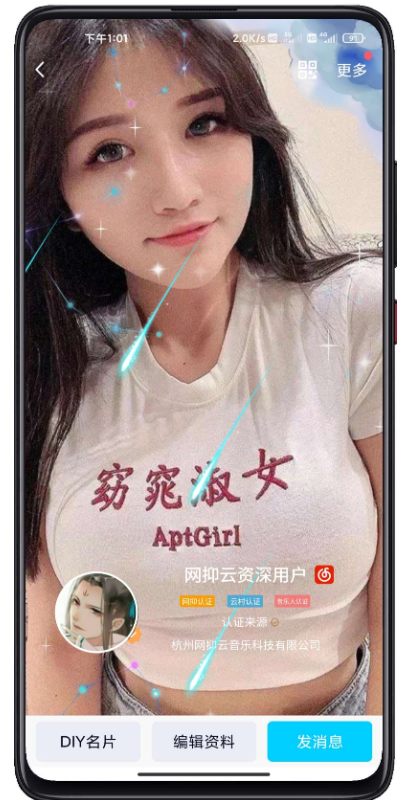 下午1:01 2.0K/s 91
更多
窈窕淑女
AptGirl
网抑云资深用户
网抑认证 云村认证 音乐人认证
认证来源
杭州网抑云音乐科技有限公司
DIY名片 编辑资料 发消息